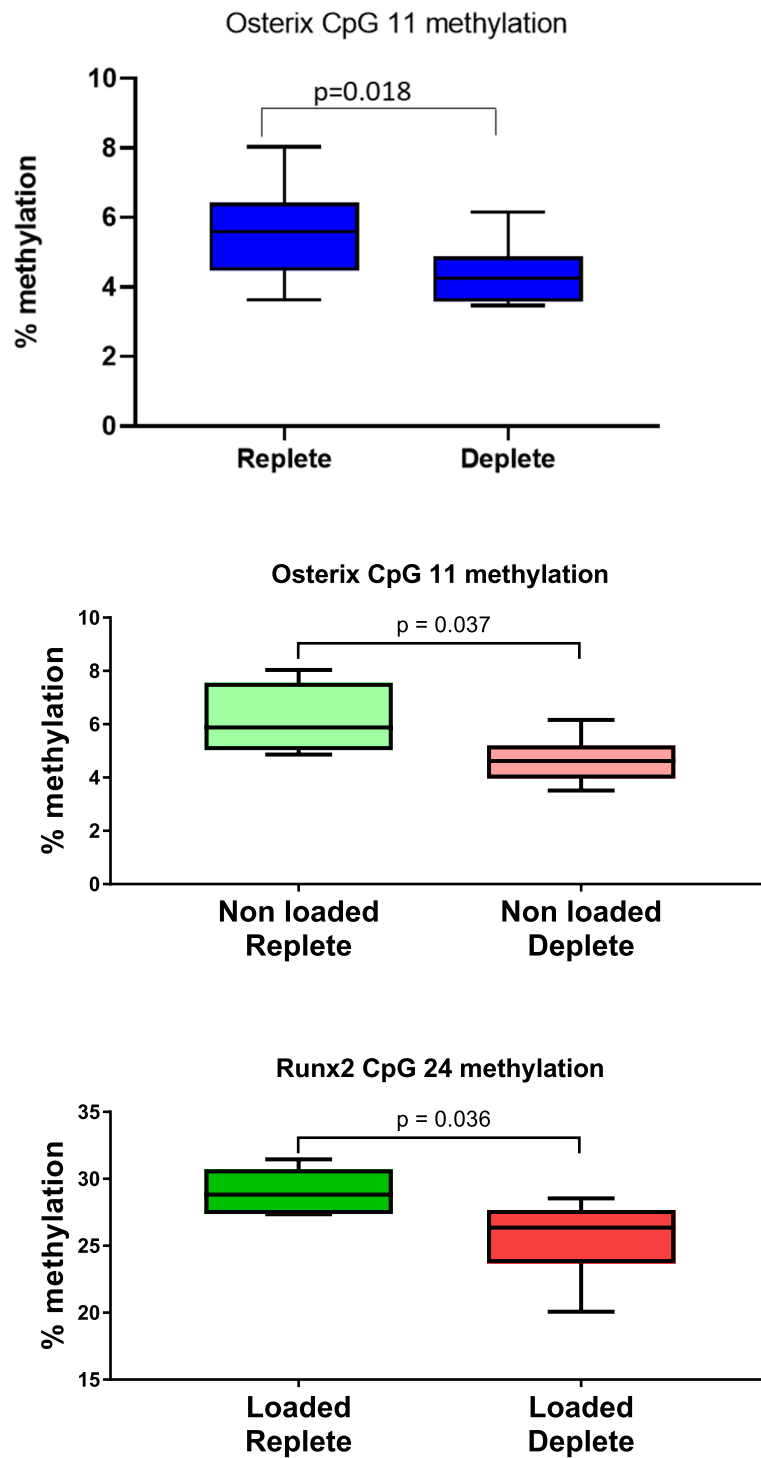 Osterix CpG 11 methylation
p=0.018
% methylation
10
8
6
4
2
0
Replete Deplete
Osterix CpG 11 methylation
p = 0.037
% methylation
10
8
6
4
2
0
Non loaded Non loaded
Replete Deplete
Runx2 CpG 24 methylation
p = 0.036
% methylation
35
30
25
20
15
Loaded Loaded
Replete Deplete